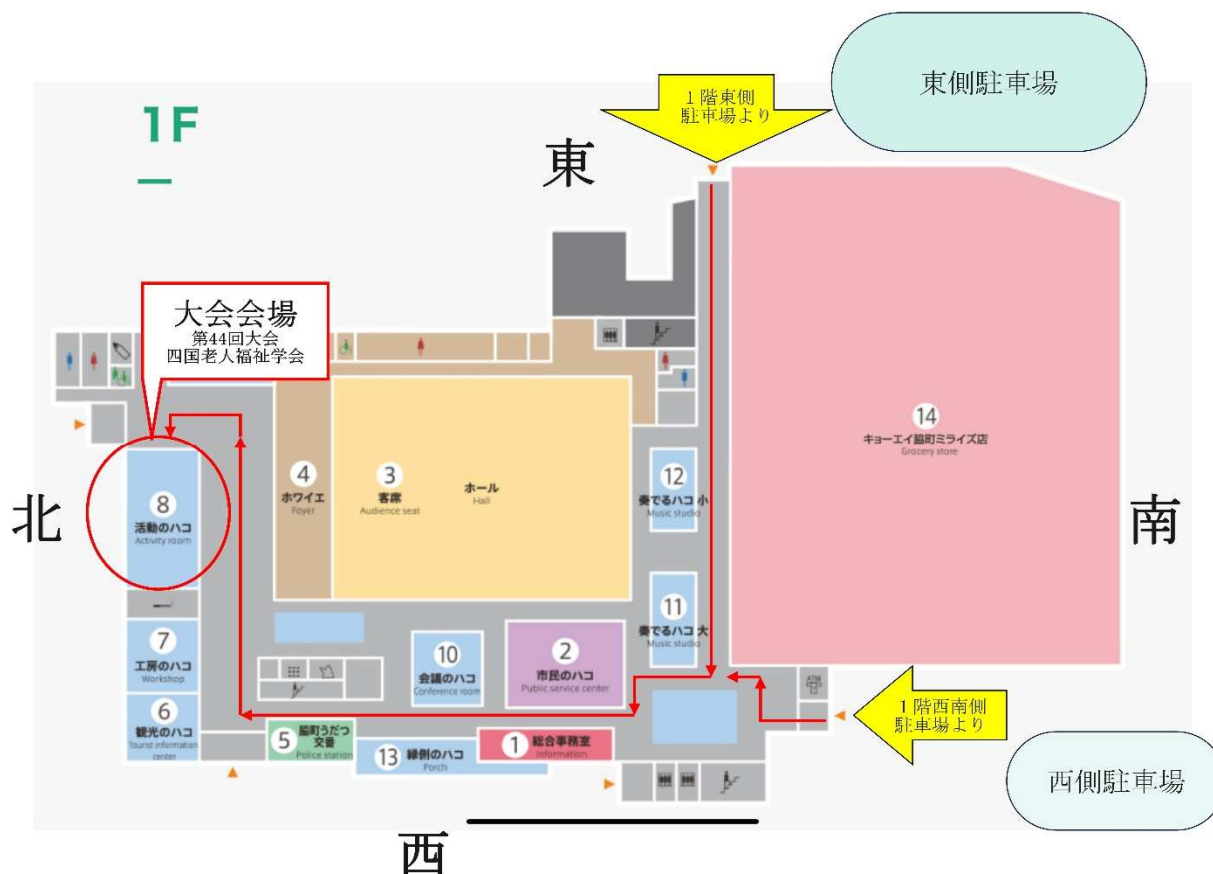 東側駐車場
1階東側
駐車場より
1F
東
大会会場
第44回大会
四国老人福祉学会
14
キョーエイ脇町ミライズ店
Grocery store
4
ホワイエ
Foyer
3
客席
Audience seat
ホール
Hall
12
奏でるハコ 小
Music studio
北
8
活動のハコ
Activity room
南
11
奏でるハコ 大
Music studio
7
工房のハコ
Workshop
10
会議のハコ
Conference room
2
市民のハコ
Public service center
ATM
6
観光のハコ
Tourist information
center
5
脇町うだつ
交番
Police station
13
縁側のハコ
Porch
1
総合事務室
Information
1階西南側
駐車場より
西側駐車場
西